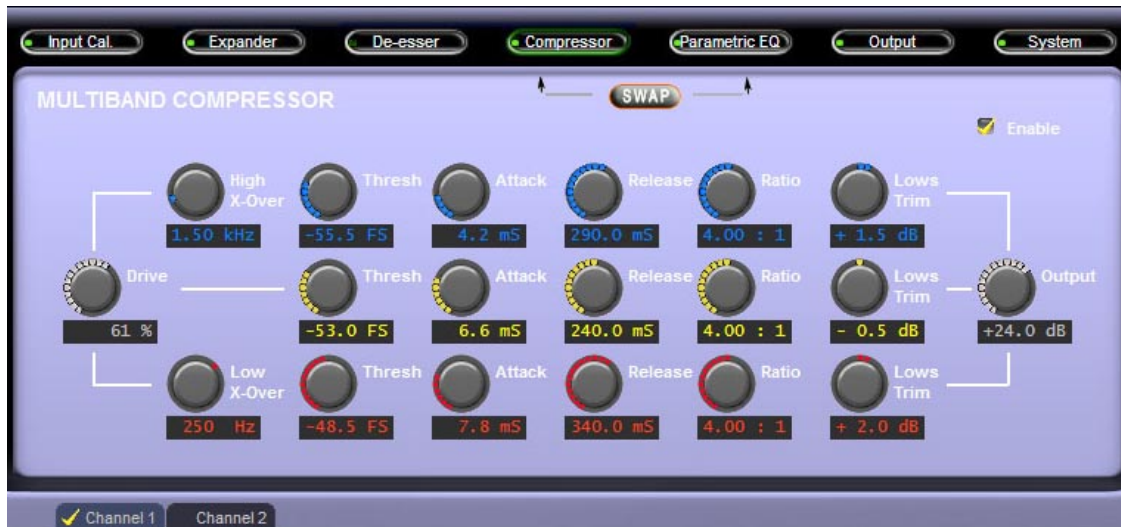 Input Cal. Expander De-esser Compressor Parametric EQ Output System
SWAP
MULTIBAND COMPRESSOR
Enable
High X-Over Thresh Attack Release Ratio Lows Trim
1.50 kHz -55.5 FS 4.2 mS 290.0 mS 4.00 : 1 + 1.5 dB
Drive Thresh Attack Release Ratio Lows Trim Output
61 % -53.0 FS 6.6 mS 240.0 mS 4.00 : 1 - 0.5 dB +24.0 dB
Low X-Over Thresh Attack Release Ratio Lows Trim
250 Hz -48.5 FS 7.8 mS 340.0 mS 4.00 : 1 + 2.0 dB
Channel 1 Channel 2